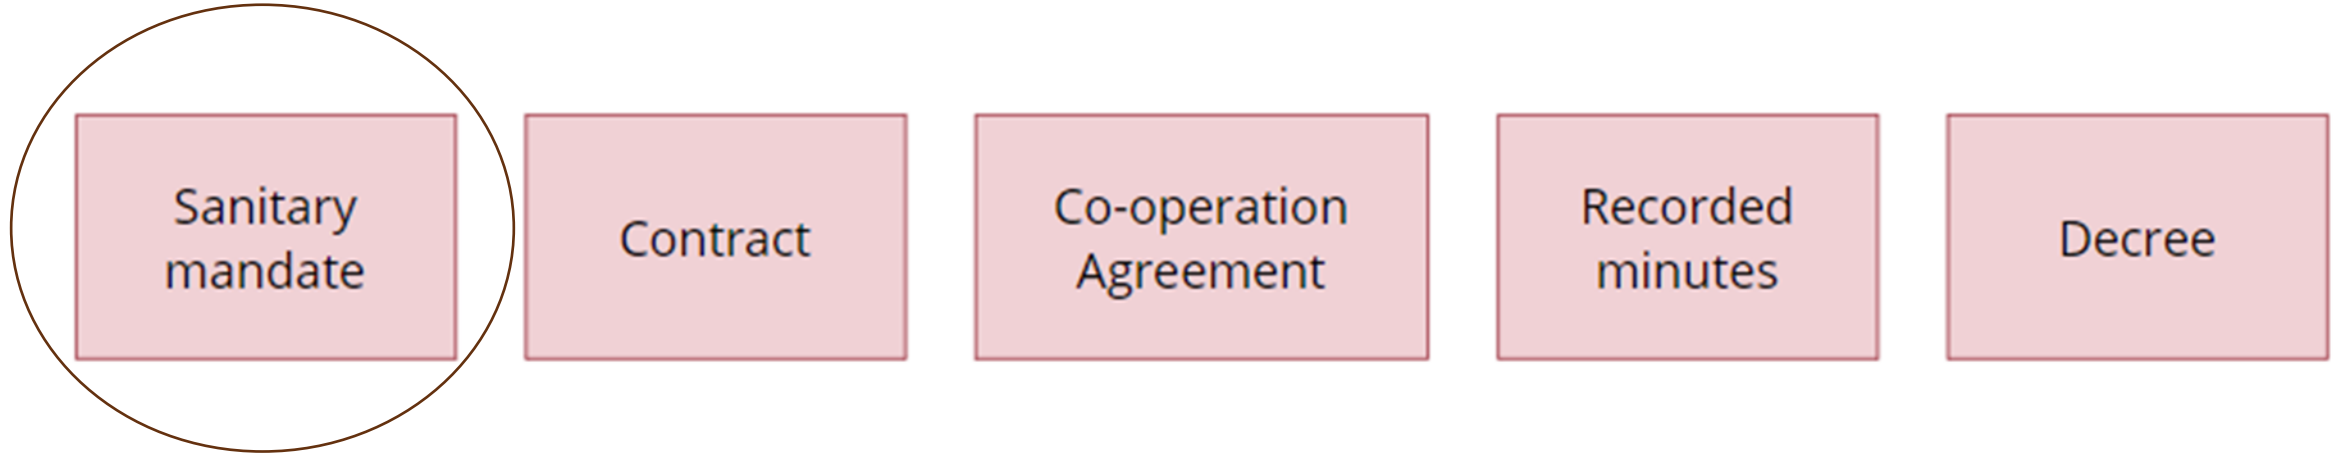 Sanitary
mandate
Contract
Co-operation
Agreement
Recorded
minutes
Decree